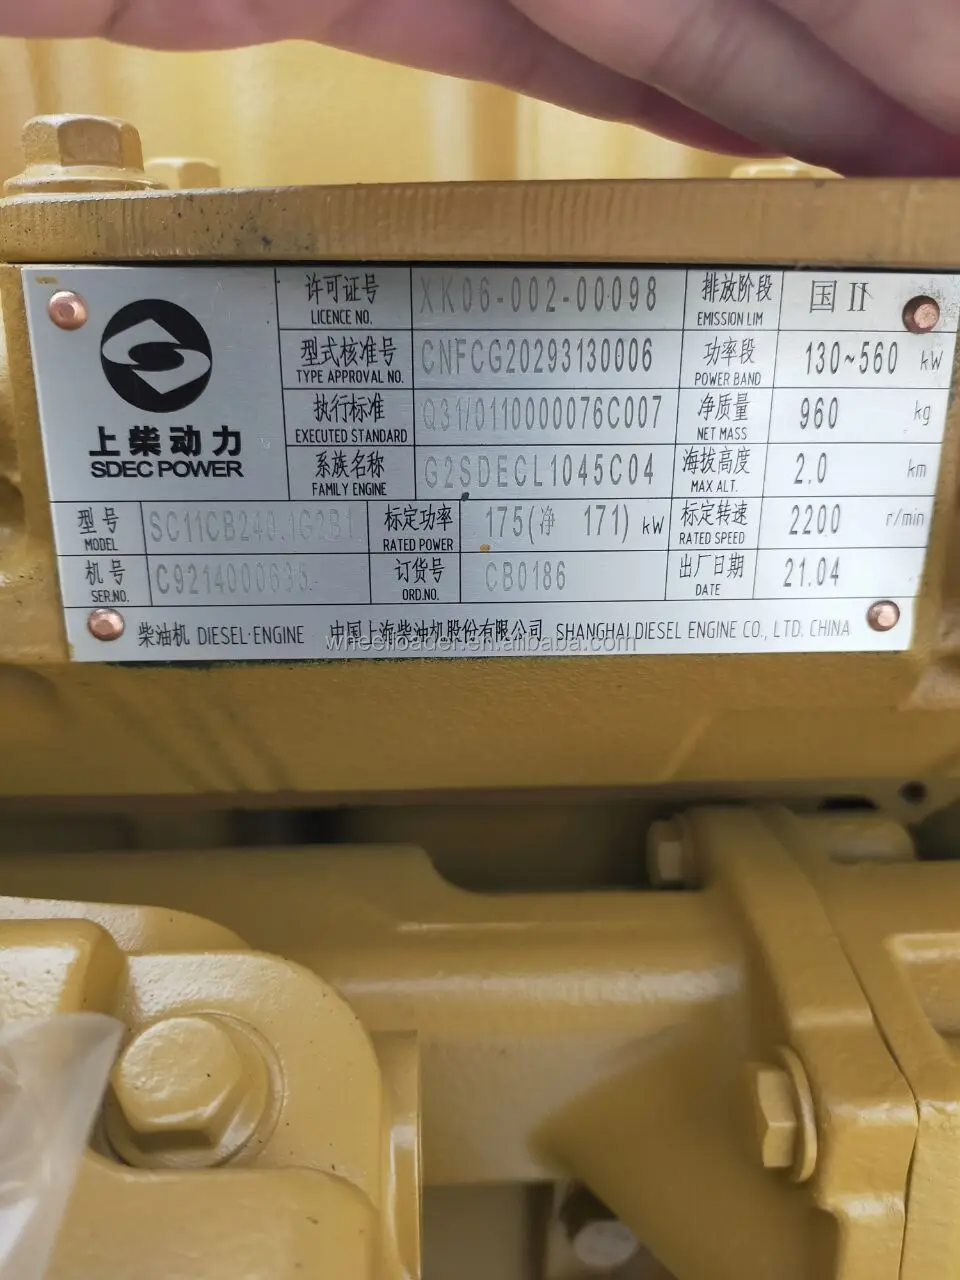 上柴动力
SDEC POWER
许可证号 XK06-002-00098 排放阶段 国II
LICENCE NO. EMISSION LIM
型式核准号 CNFCG20293130006 功率段 130~560 kW
TYPE APPROVAL NO. POWER BAND
执行标准 Q31/0110000076C007 净质量 960 kg
EXECUTED STANDARD NET MASS
系族名称 G2SDECL1045C04 海拔高度 2.0 km
FAMILY ENGINE MAX ALT.
型号 SC11CB240.1G2B1 标定功率 175(净 171) kW 标定转速 2200 r/min
MODEL RATED POWER RATED SPEED
机号 C9214000635 订货号 CB0186 出厂日期 21.04
SER.NO. ORD.NO. DATE
柴油机 DIESEL ENGINE 中国上海柴油机股份有限公司 SHANGHAI DIESEL ENGINE CO., LTD. CHINA
wheelloader.en.alibaba.com